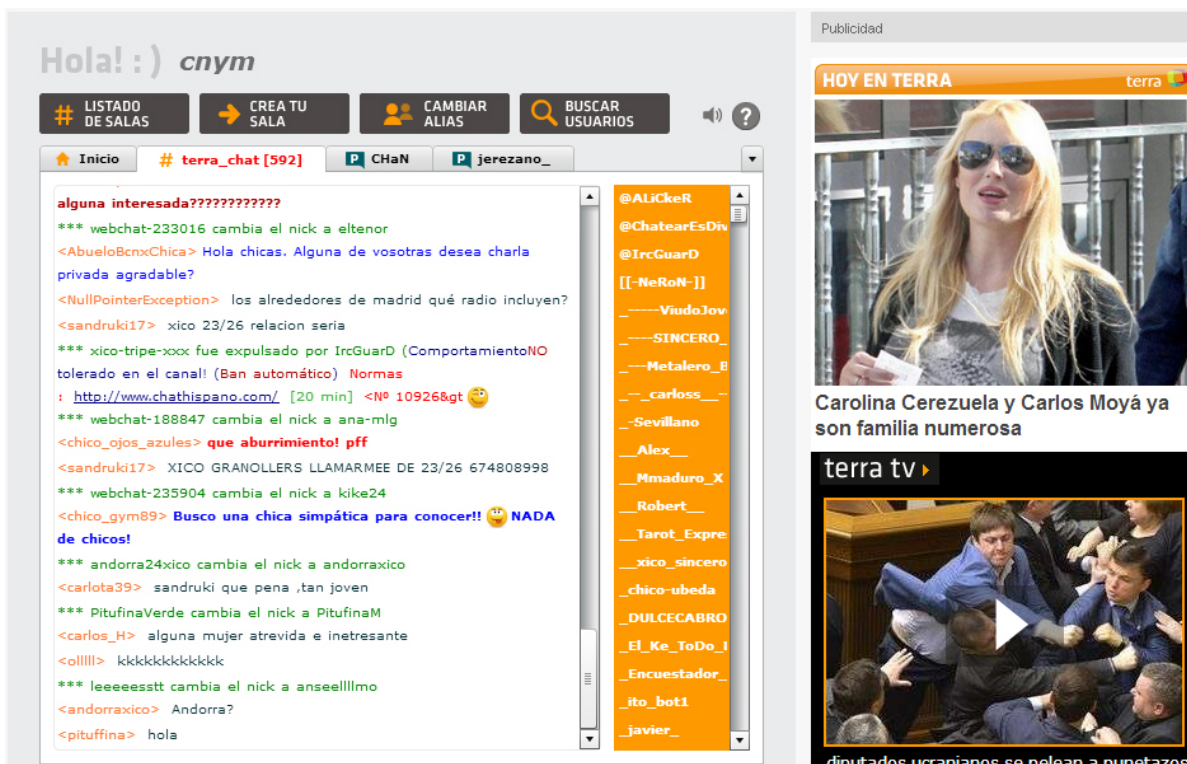 Hola! : ) cnym
LISTADO
DE SALAS
CREA TU
SALA
CAMBIAR
ALIAS
BUSCAR
USUARIOS
?
Inicio
# terra_chat [592]
P CHaN
P jerezano_
alguna interesada????????????
*** webchat-233016 cambia el nick a eltenor
<AbueloBcnxChica> Hola chicas. Alguna de vosotras desea charla
privada agradable?
<NullPointerException> los alrededores de madrid qué radio incluyen?
<sandruki17> xico 23/26 relacion seria
*** xico-tripe-xxx fue expulsado por IrcGuarD (ComportamientoNO
tolerado en el canal! (Ban automático) Normas
: http://www.chathispano.com/ [20 min] <Nº 10926&gt
*** webchat-188847 cambia el nick a ana-mlg
<chico_ojos_azules> que aburrimiento! pff
<sandruki17> XICO GRANOLLERS LLAMARMEE DE 23/26 674808998
*** webchat-235904 cambia el nick a kike24
<chico_gym89> Busco una chica simpática para conocer!! NADA
de chicos!
*** andorra24xico cambia el nick a andorraxico
<carlota39> sandruki que pena ,tan joven
*** PitufinaVerde cambia el nick a PitufinaM
<carlos_H> alguna mujer atrevida e inetresante
<olllll> kkkkkkkkkkkk
*** leeeeesstt cambia el nick a anseellllmo
<andorraxico> Andorra?
<pituffina> hola
@ALiCkeR
@ChatearEsDiv
@IrcGuarD
[[-NeRoN-]]
_-----ViudoJov
_----SINCERO_
_---Metalero_B
_--_carloss__-
_-Sevillano
__Alex__
__Mmaduro_X
__Robert__
__Tarot_Expre
__xico_sincero
_chico-ubeda
_DULCECABRO
_El_Ke_ToDo_
_Encuestador_
_ito_bot1
_javier_
Publicidad
HOY EN TERRA
terra
Carolina Cerezuela y Carlos Moyá ya
son familia numerosa
terra tv
diputados ucranianos se pelean a punetazos